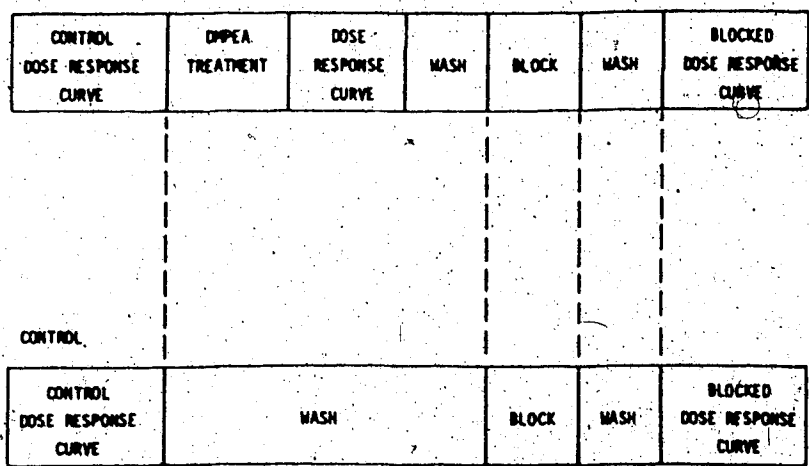 CONTROL
DOSE RESPONSE
CURVE
DMPEA
TREATMENT
DOSE
RESPONSE
CURVE
WASH
BLOCK
WASH
BLOCKED
DOSE RESPONSE
CURVE
CONTROL
CONTROL
DOSE RESPONSE
CURVE
WASH
BLOCK
WASH
BLOCKED
DOSE RESPONSE
CURVE